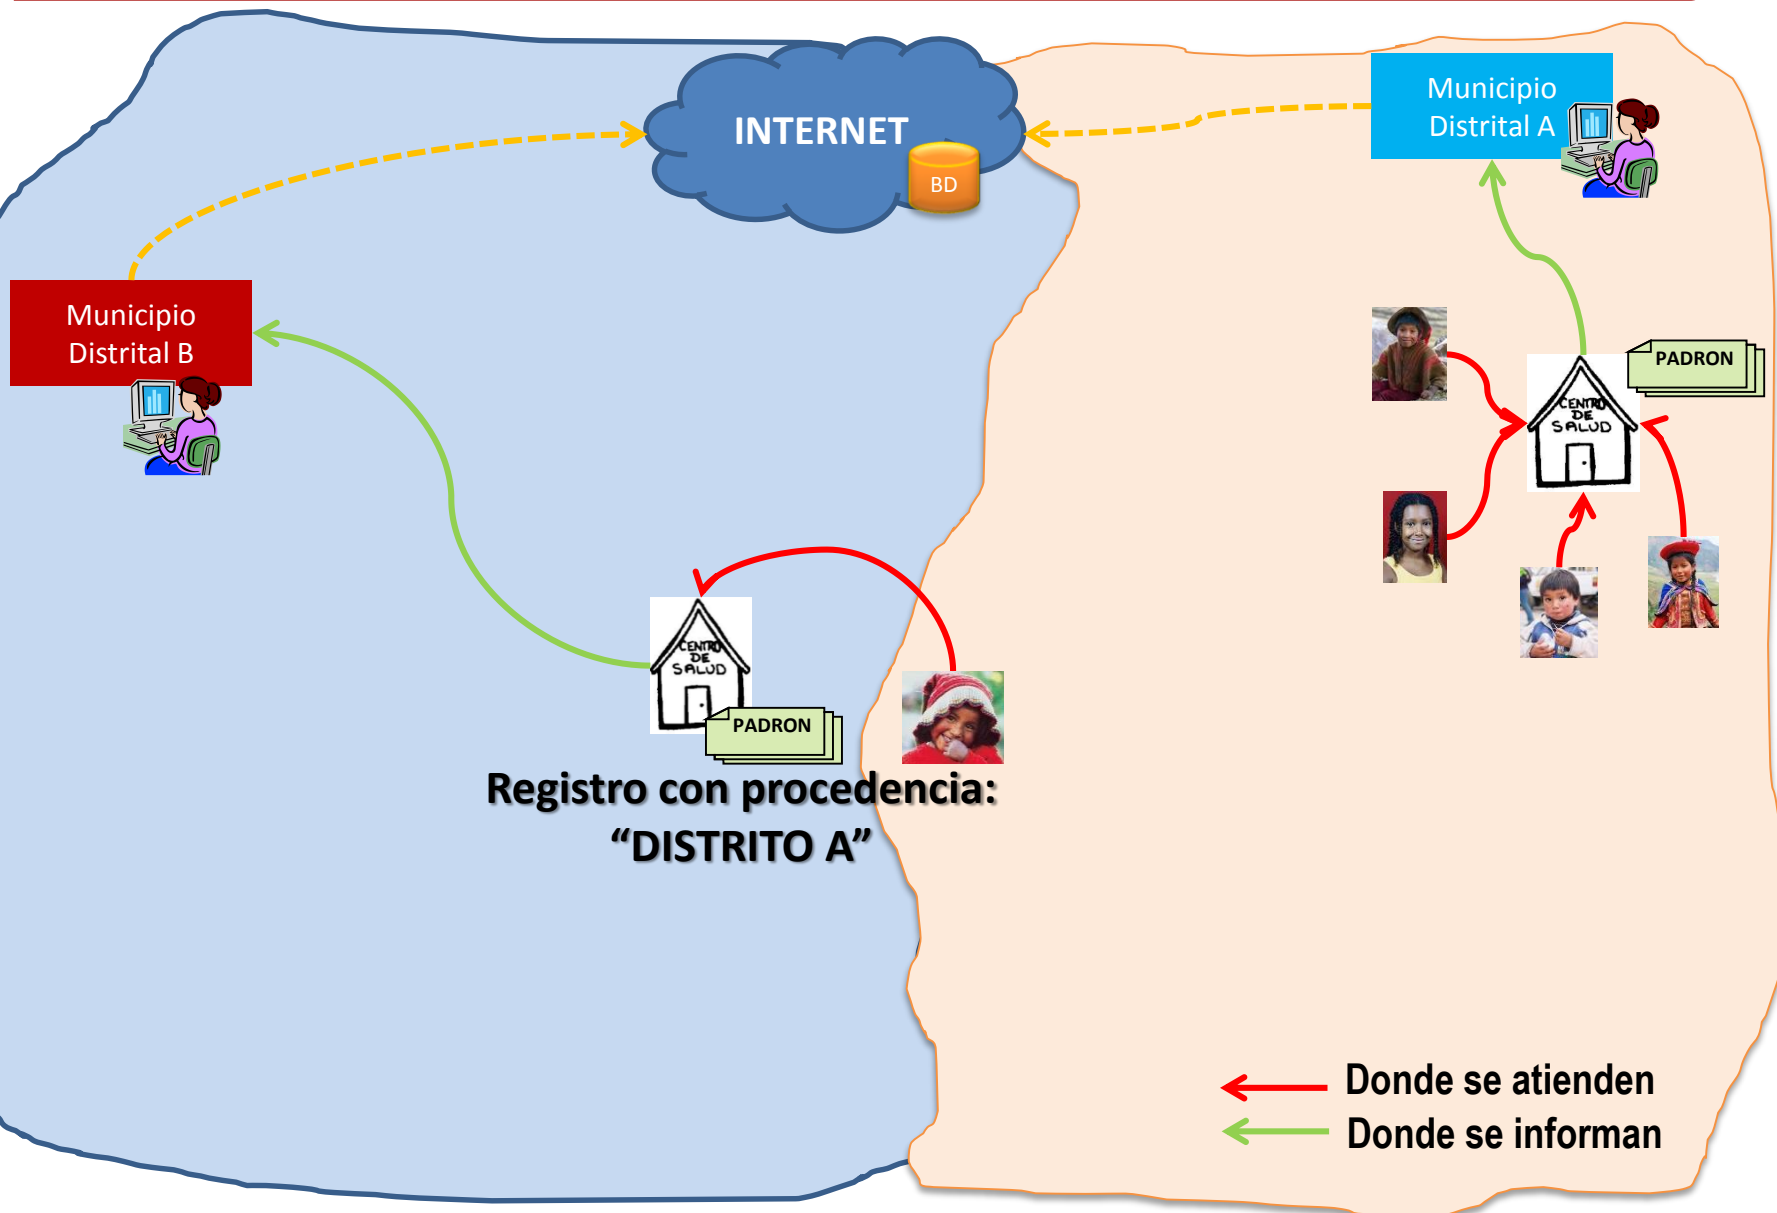 INTERNET
BD
Municipio
Distrital A
Municipio
Distrital B
PADRON
CENTRO
DE
SALUD
CENTRO
DE
SALUD
PADRON
Registro con procedencia:
“DISTRITO A”
Donde se atienden
Donde se informan